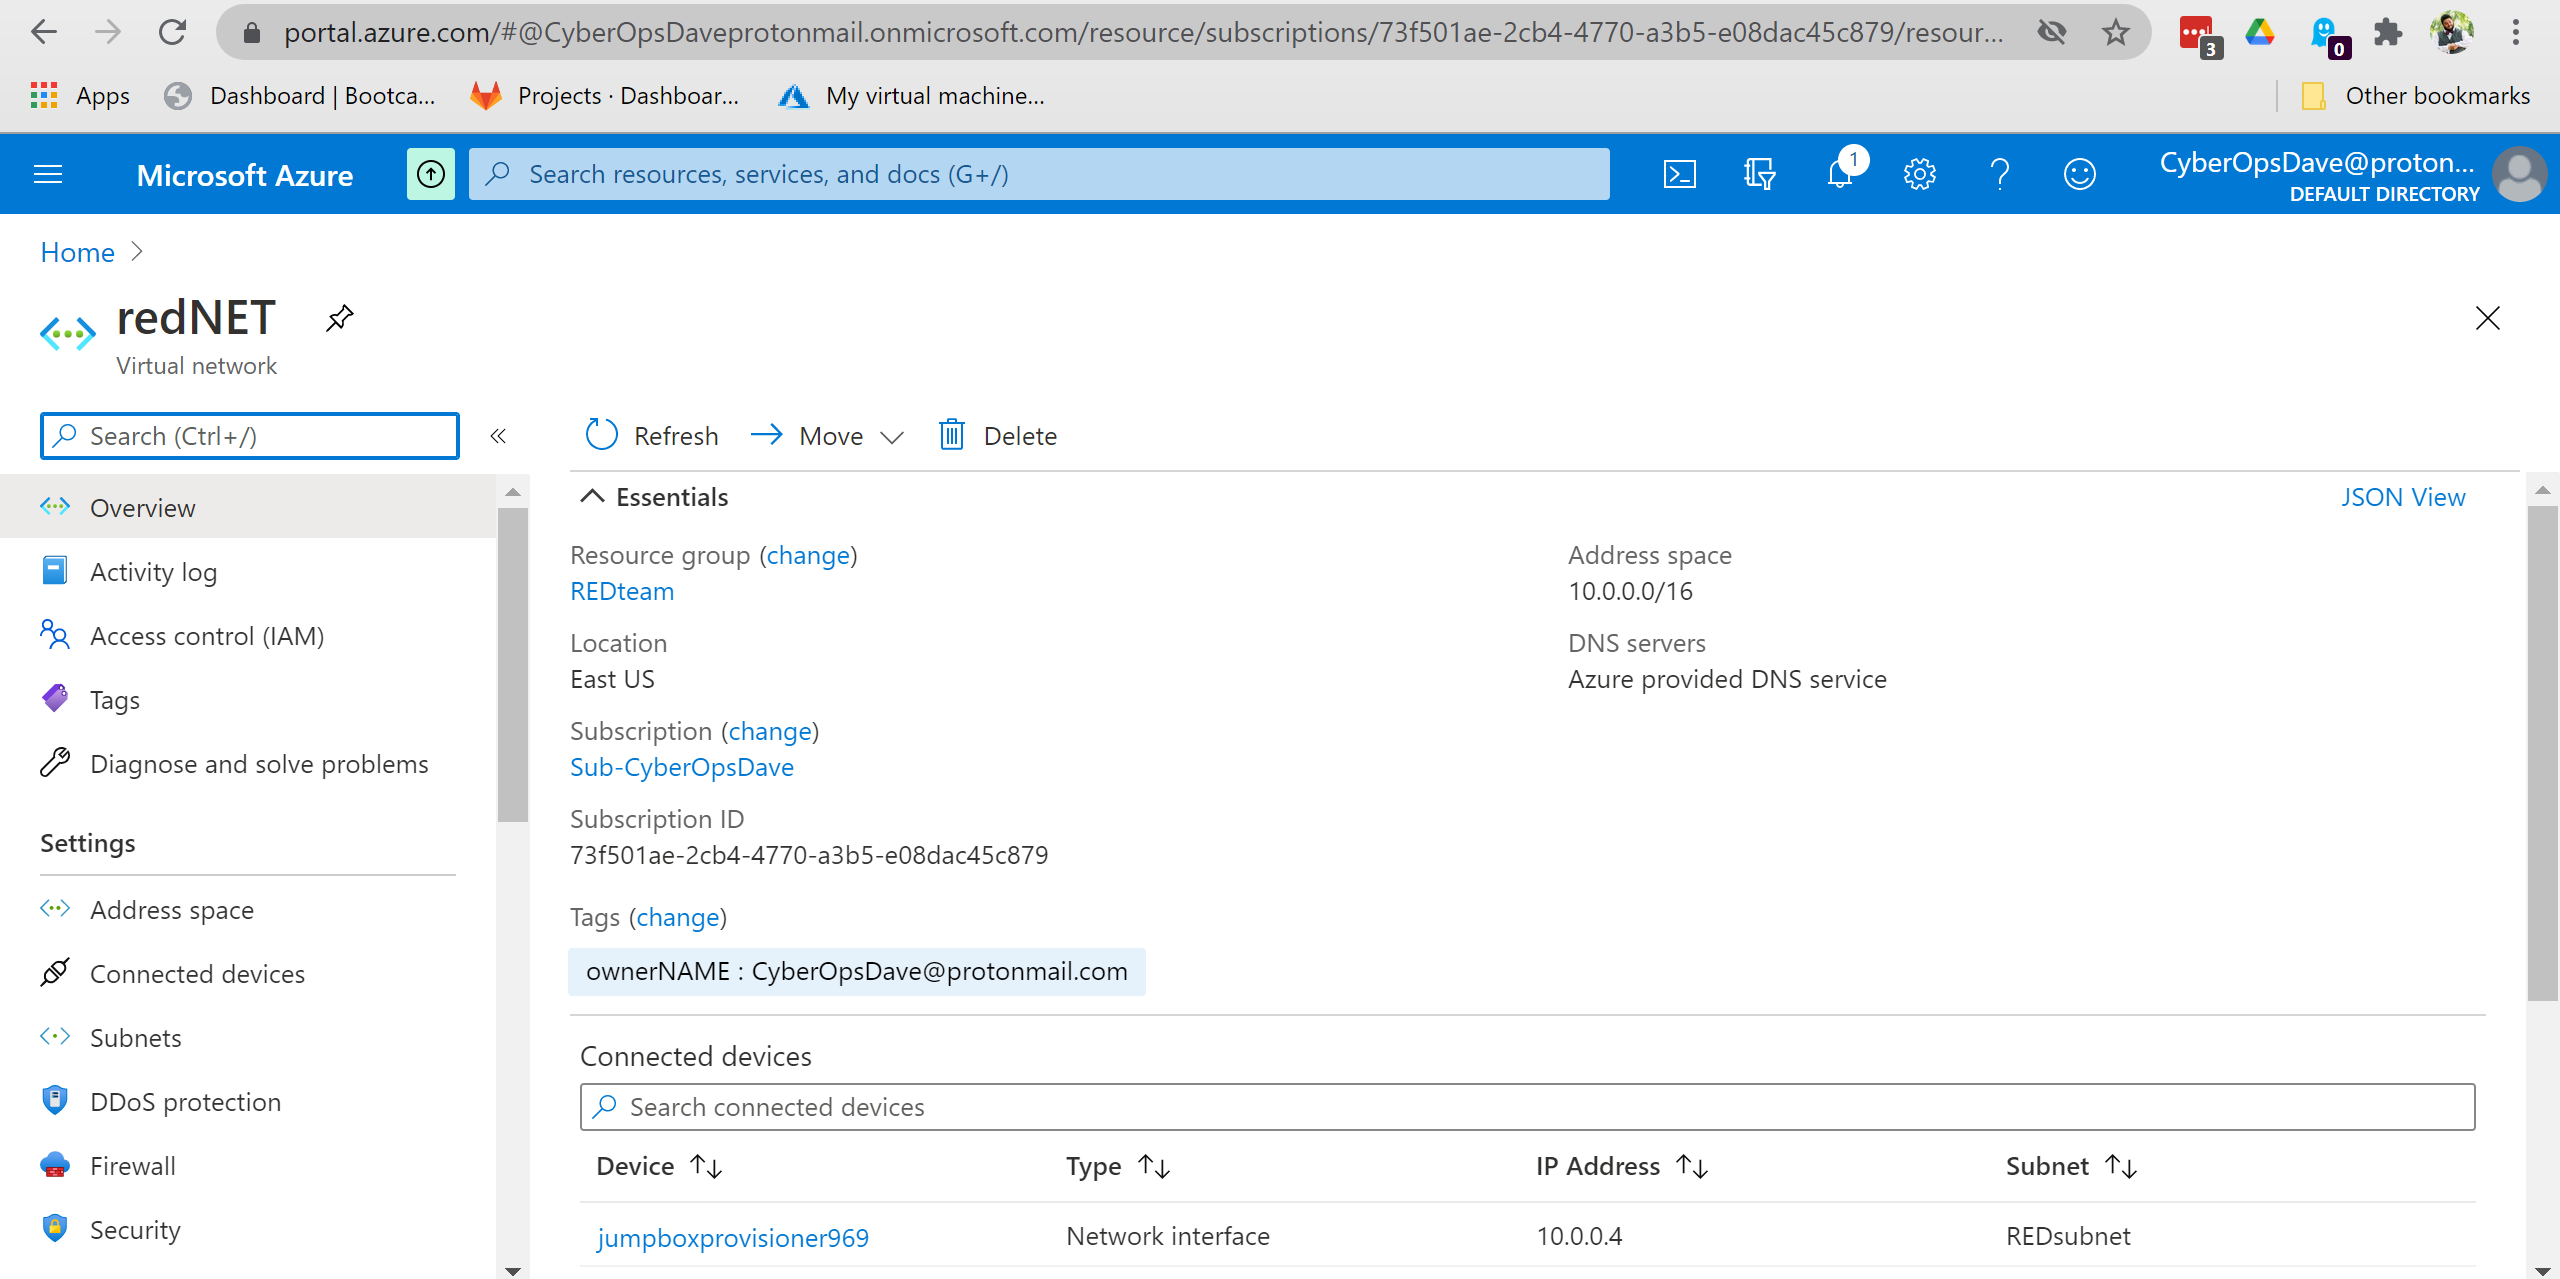 portal.azure.com/#@CyberOpsDaveprotonmail.onmicrosoft.com/resource/subscriptions/73f501ae-2cb4-4770-a3b5-e08dac45c879/resour...
3
0
Apps
Dashboard | Bootca...
Projects · Dashboar...
My virtual machine...
Other bookmarks
Microsoft Azure
Search resources, services, and docs (G+/)
1
CyberOpsDave@proton...
DEFAULT DIRECTORY
Home
redNET
Virtual network
Search (Ctrl+/)
Refresh
Move
Delete
Overview
Activity log
Access control (IAM)
Tags
Diagnose and solve problems
Settings
Address space
Connected devices
Subnets
DDoS protection
Firewall
Security
Essentials
JSON View
Resource group (change)
REDteam
Location
East US
Subscription (change)
Sub-CyberOpsDave
Subscription ID
73f501ae-2cb4-4770-a3b5-e08dac45c879
Address space
10.0.0.0/16
DNS servers
Azure provided DNS service
Tags (change)
ownerNAME : CyberOpsDave@protonmail.com
Connected devices
Search connected devices
Device Type IP Address Subnet
jumpboxprovisioner969 Network interface 10.0.0.4 REDsubnet